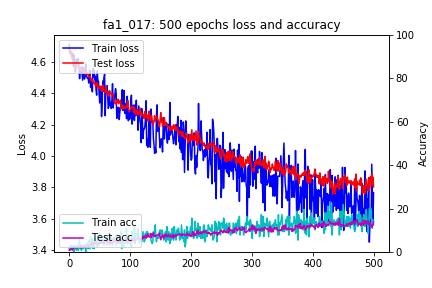 fa1_017: 500 epochs loss and accuracy
Train loss
Test loss
Train acc
Test acc
Loss
4.6
4.4
4.2
4.0
3.8
3.6
3.4
100
80
60
40
20
0
Accuracy
0 100 200 300 400 500